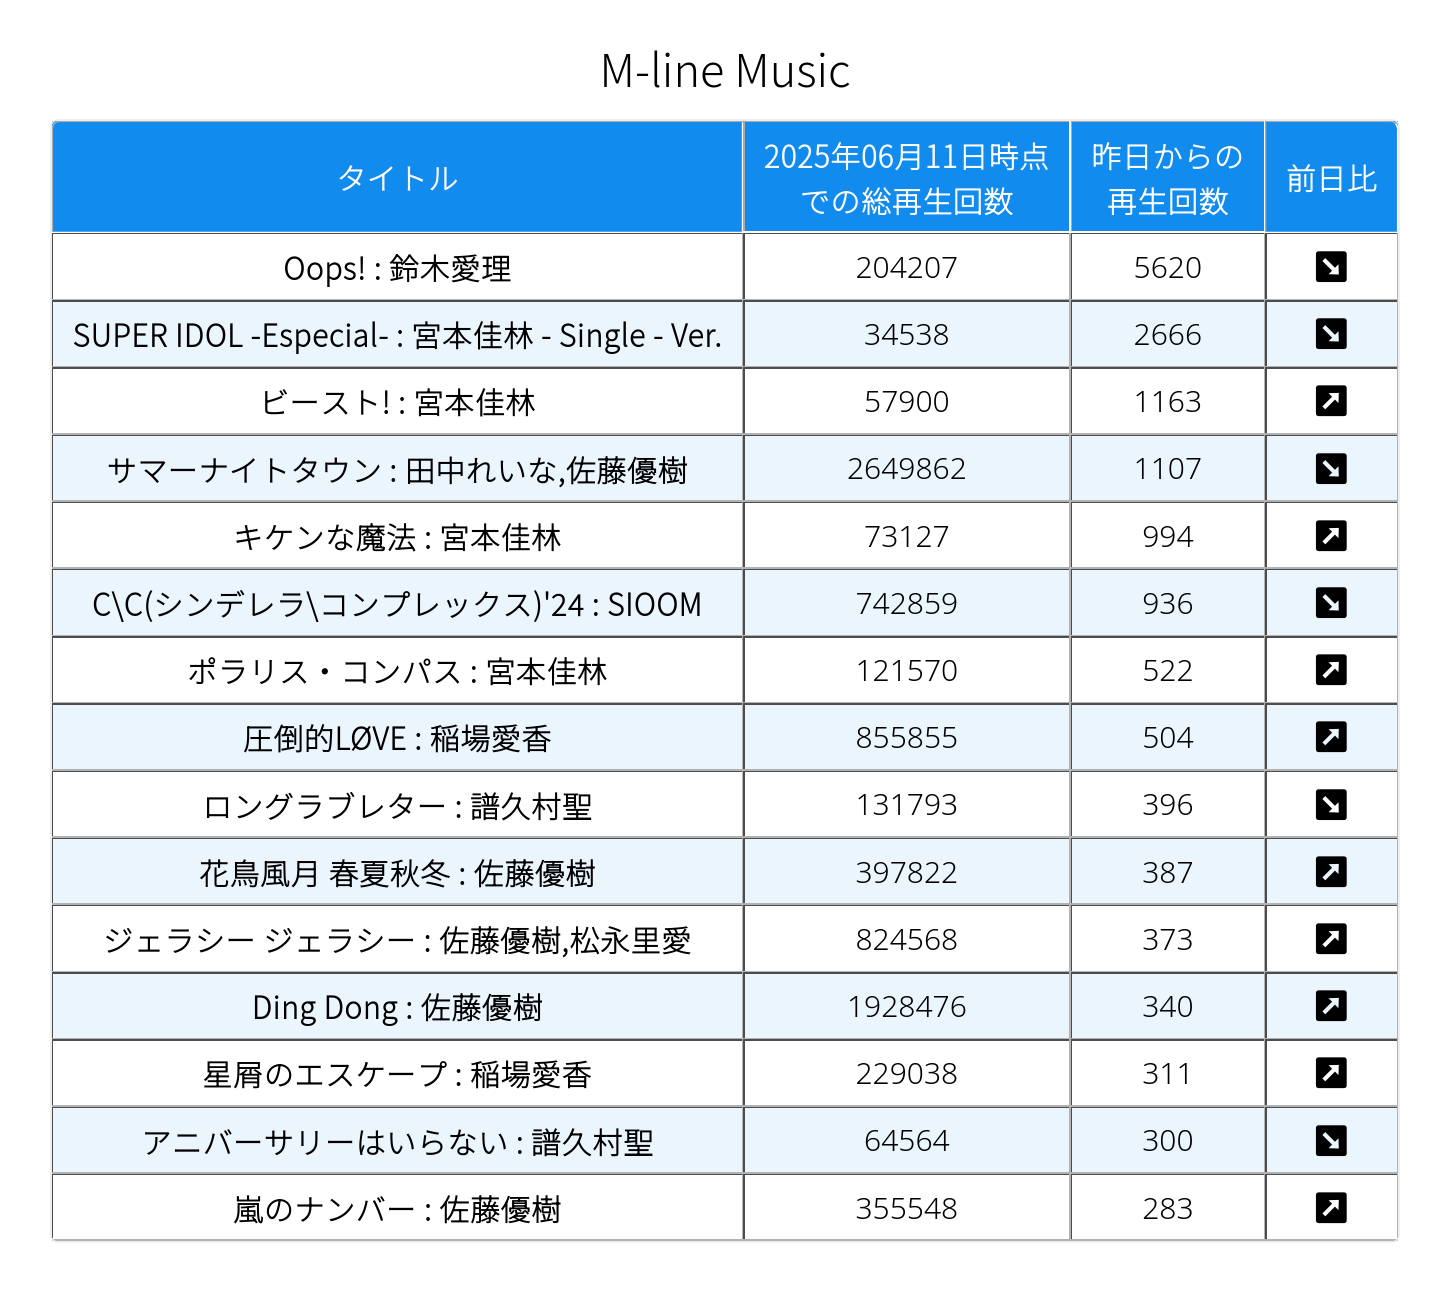 M-line Music
タイトル 2025年06月11日時点での総再生回数 昨日からの再生回数 前日比
Oops! : 鈴木愛理 204207 5620 ↘
SUPER IDOL -Especial- : 宮本佳林 - Single - Ver. 34538 2666 ↘
ビースト! : 宮本佳林 57900 1163 ↗
サマーナイトタウン : 田中れいな,佐藤優樹 2649862 1107 ↘
キケンな魔法 : 宮本佳林 73127 994 ↗
C\C(シンデレラ\コンプレックス)'24 : SIOOM 742859 936 ↘
ポラリス・コンパス : 宮本佳林 121570 522 ↗
圧倒的LØVE : 稲場愛香 855855 504 ↗
ロングラブレター : 譜久村聖 131793 396 ↘
花鳥風月 春夏秋冬 : 佐藤優樹 397822 387 ↗
ジェラシー ジェラシー : 佐藤優樹,松永里愛 824568 373 ↗
Ding Dong : 佐藤優樹 1928476 340 ↗
星屑のエスケープ : 稲場愛香 229038 311 ↗
アニバーサリーはいらない : 譜久村聖 64564 300 ↘
嵐のナンバー : 佐藤優樹 355548 283 ↗